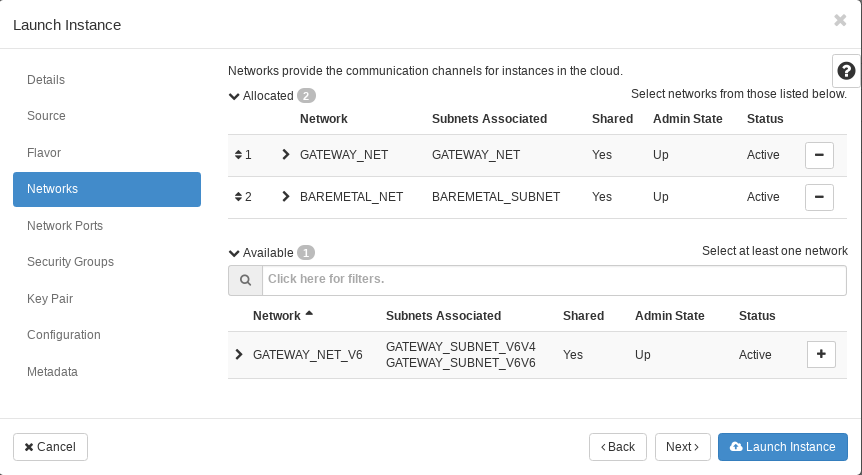 Launch Instance
Details
Source
Flavor
Networks
Network Ports
Security Groups
Key Pair
Configuration
Metadata
Networks provide the communication channels for instances in the cloud.
Allocated 2 Select networks from those listed below.
Network Subnets Associated Shared Admin State Status
1 GATEWAY_NET GATEWAY_NET Yes Up Active
2 BAREMETAL_NET BAREMETAL_SUBNET Yes Up Active
Available 1 Select at least one network
Click here for filters.
Network Subnets Associated Shared Admin State Status
GATEWAY_NET_V6 GATEWAY_SUBNET_V6V4 Yes Up Active
GATEWAY_SUBNET_V6V6
Cancel Back Next Launch Instance